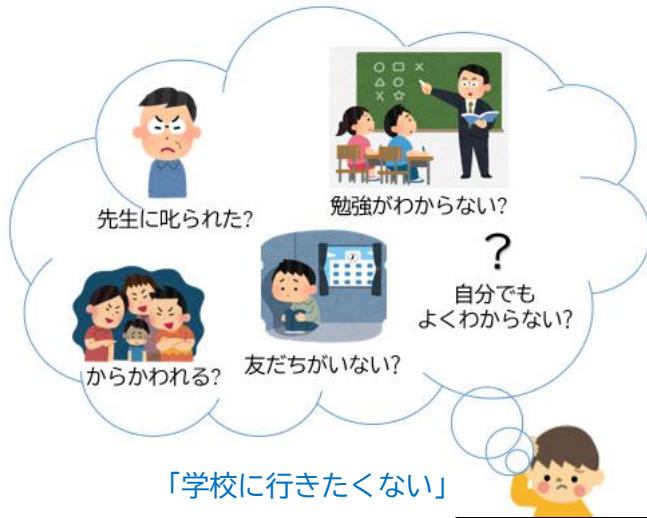 先生に叱られた?
勉強がわからない?
?
自分でも
よくわからない?
からかわれる?
友だちがいない?
「学校に行きたくない」